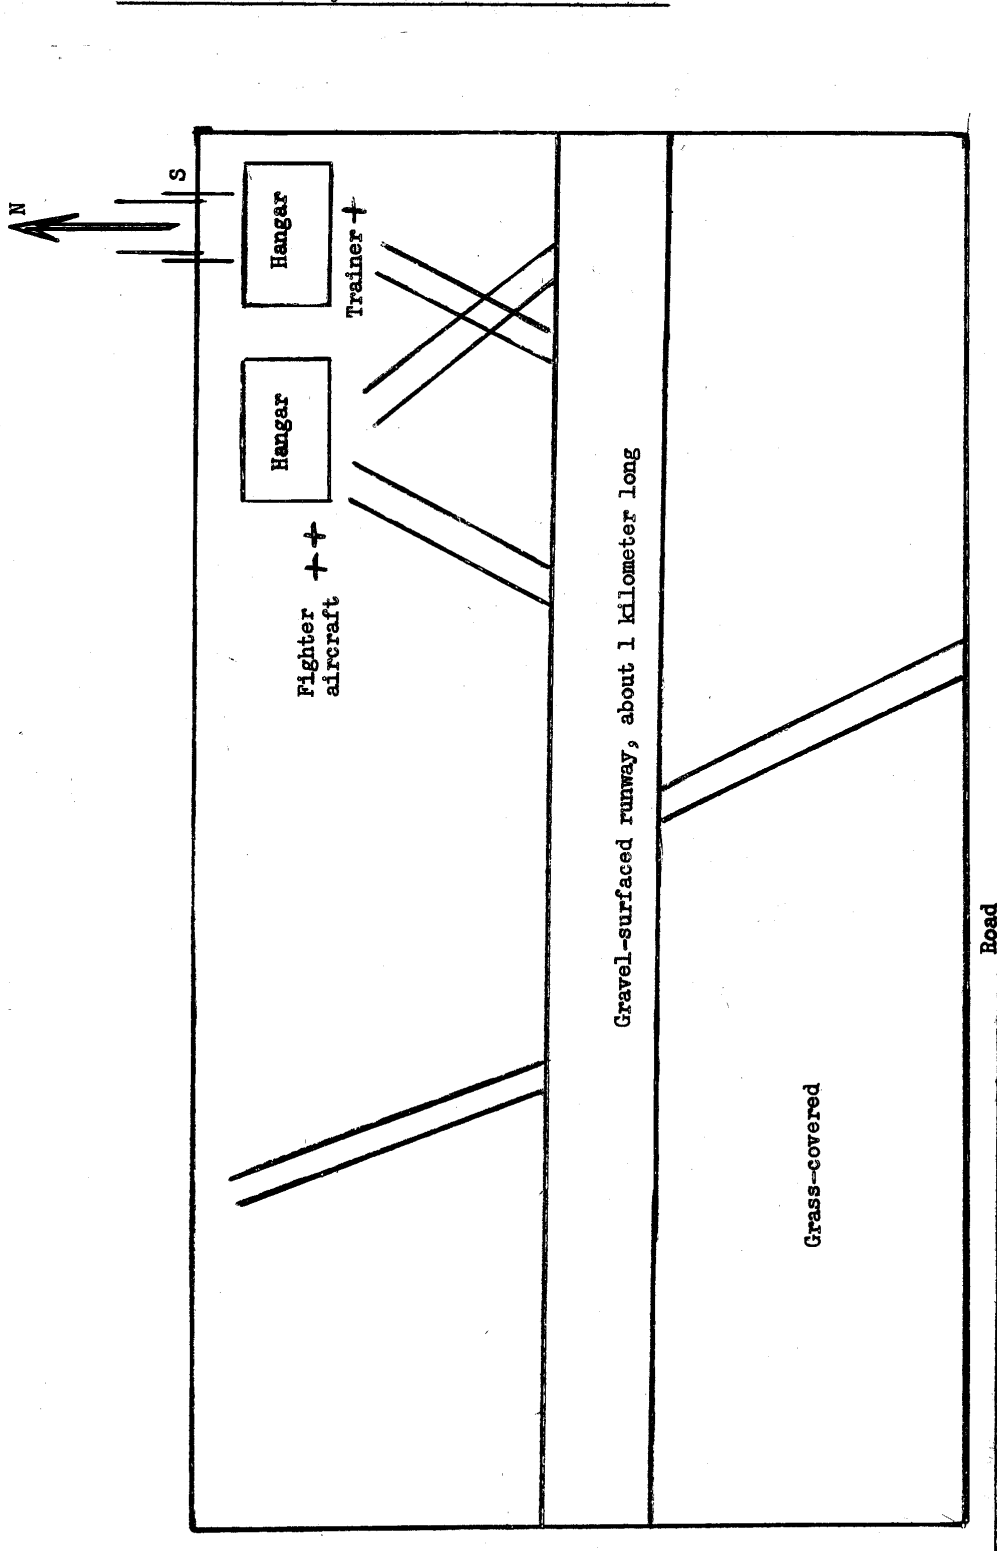 N
S
Hangar
Trainer
Hangar
Fighter
aircraft
Gravel-surfaced runway, about 1 kilometer long
Grass-covered
Road